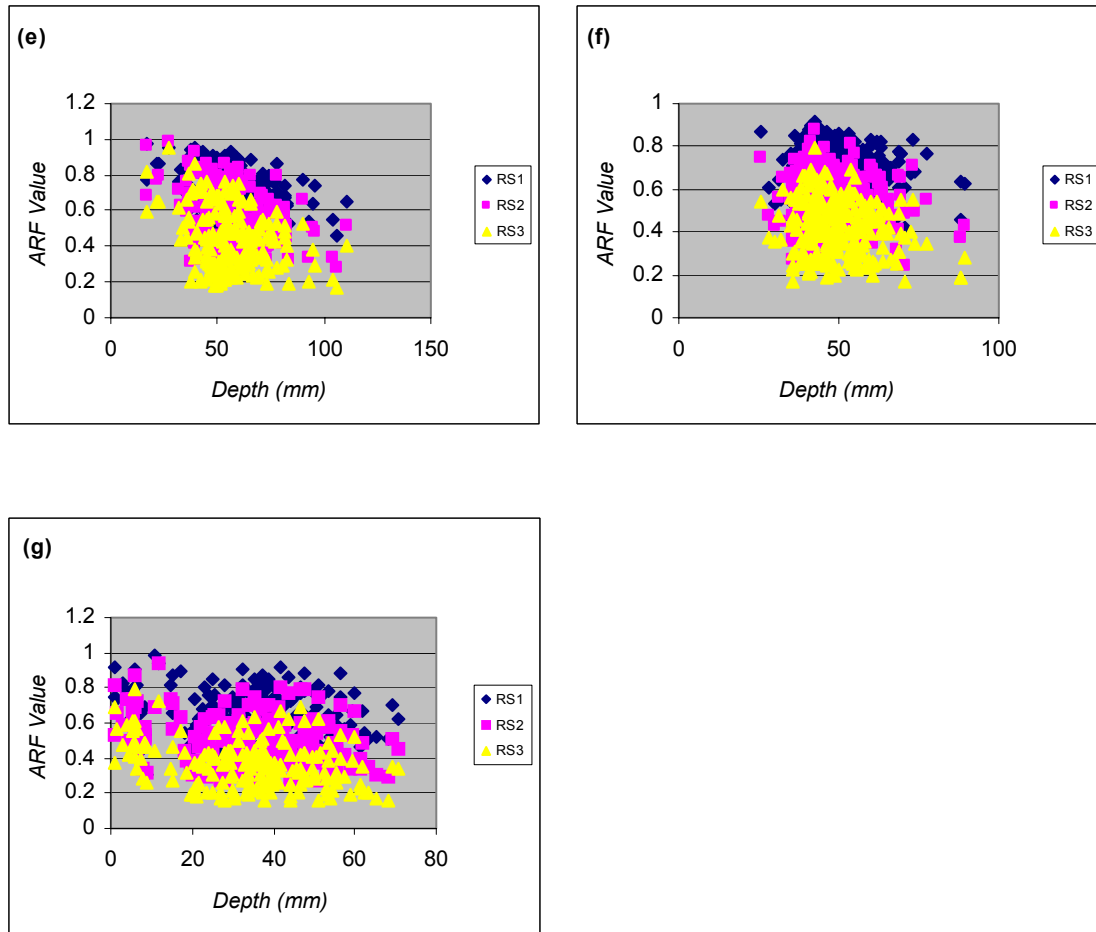 (e)
1.2
1
0.8
0.6
0.4
0.2
0
ARF Value
0 50 100 150
Depth (mm)
RS1
RS2
RS3
(f)
1
0.8
0.6
0.4
0.2
0
ARF Value
0 50 100
Depth (mm)
RS1
RS2
RS3
(g)
1.2
1
0.8
0.6
0.4
0.2
0
ARF Value
0 20 40 60 80
Depth (mm)
RS1
RS2
RS3